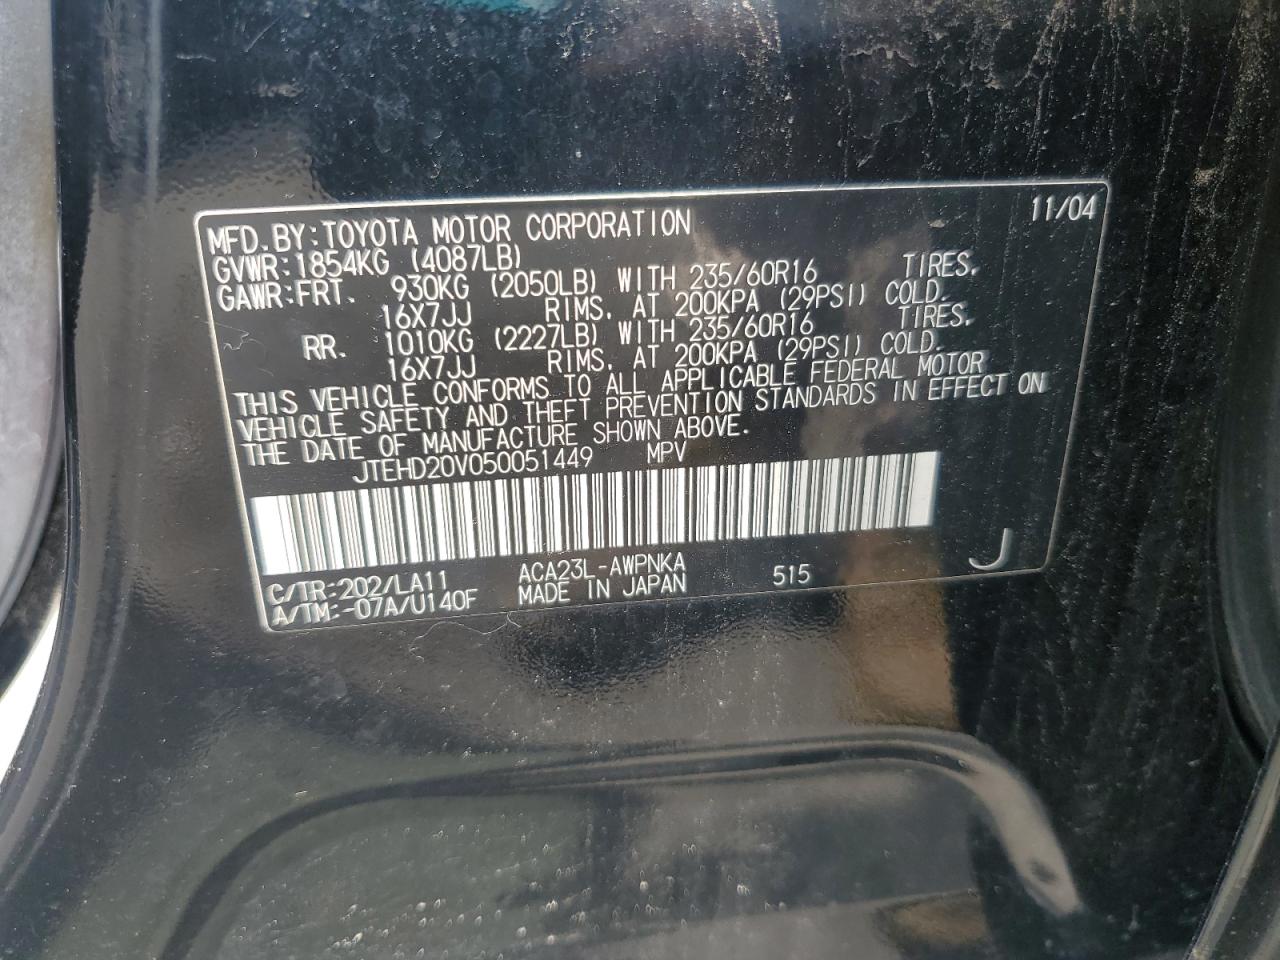 11/04
MFD.BY:TOYOTA MOTOR CORPORATION
GVWR:1854KG (4087LB)
GAWR:FRT. 930KG (2050LB) WITH 235/60R16 TIRES,
16X7JJ RIMS, AT 200KPA (29PSI) COLD.
RR. 1010KG (2227LB) WITH 235/60R16 TIRES,
16X7JJ RIMS, AT 200KPA (29PSI) COLD.
THIS VEHICLE CONFORMS TO ALL APPLICABLE FEDERAL MOTOR
VEHICLE SAFETY AND THEFT PREVENTION STANDARDS IN EFFECT ON
THE DATE OF MANUFACTURE SHOWN ABOVE.
JTEHD20V050051449 MPV
C/TR:202/LA11 ACA23L-AWPNKA 515 J
A/TM:-07A/U140F MADE IN JAPAN